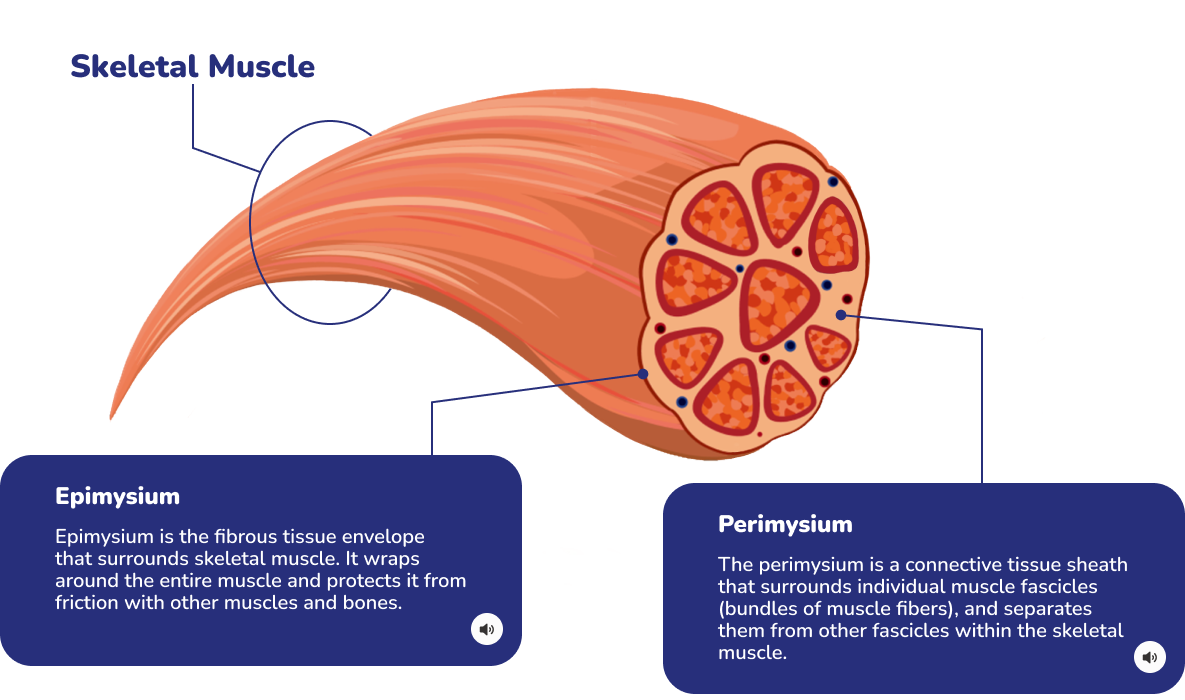 Skeletal Muscle
Epimysium
Epimysium is the fibrous tissue envelope
that surrounds skeletal muscle. It wraps
around the entire muscle and protects it from
friction with other muscles and bones.
Perimysium
The perimysium is a connective tissue sheath
that surrounds individual muscle fascicles
(bundles of muscle fibers), and separates
them from other fascicles within the skeletal
muscle.